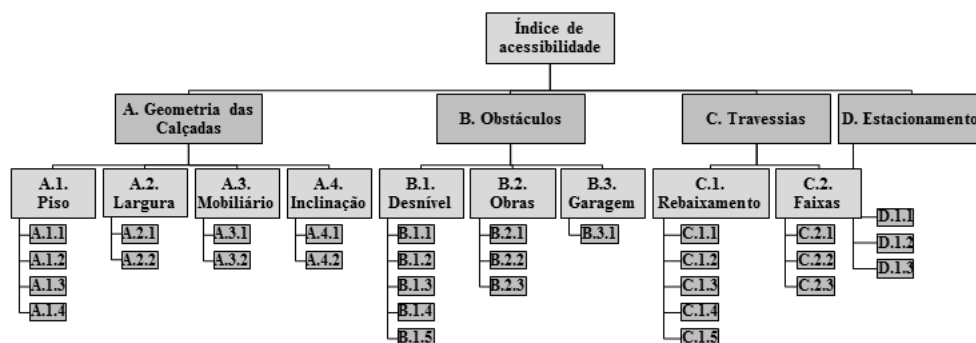 Índice de
acessibilidade
A. Geometria das
Calçadas
B. Obstáculos
C. Travessias
D. Estacionamento
A.1.
Piso
A.2.
Largura
A.3.
Mobiliário
A.4.
Inclinação
B.1.
Desnível
B.2.
Obras
B.3.
Garagem
C.1.
Rebaixamento
C.2.
Faixas
A.1.1
A.1.2
A.1.3
A.1.4
A.2.1
A.2.2
A.3.1
A.3.2
A.4.1
A.4.2
B.1.1
B.1.2
B.1.3
B.1.4
B.1.5
B.2.1
B.2.2
B.2.3
B.3.1
C.1.1
C.1.2
C.1.3
C.1.4
C.1.5
C.2.1
C.2.2
C.2.3
D.1.1
D.1.2
D.1.3